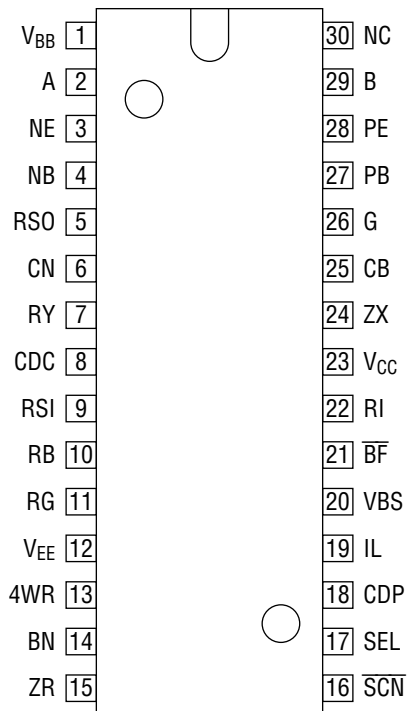 V_BB 1 30 NC
A 2 29 B
NE 3 28 PE
NB 4 27 PB
RSO 5 26 G
CN 6 25 CB
RY 7 24 ZX
CDC 8 23 V_CC
RSI 9 22 RI
RB 10 21 B̅F̅
RG 11 20 VBS
V_EE 12 19 IL
4WR 13 18 CDP
BN 14 17 SEL
ZR 15 16 S̅C̅N̅